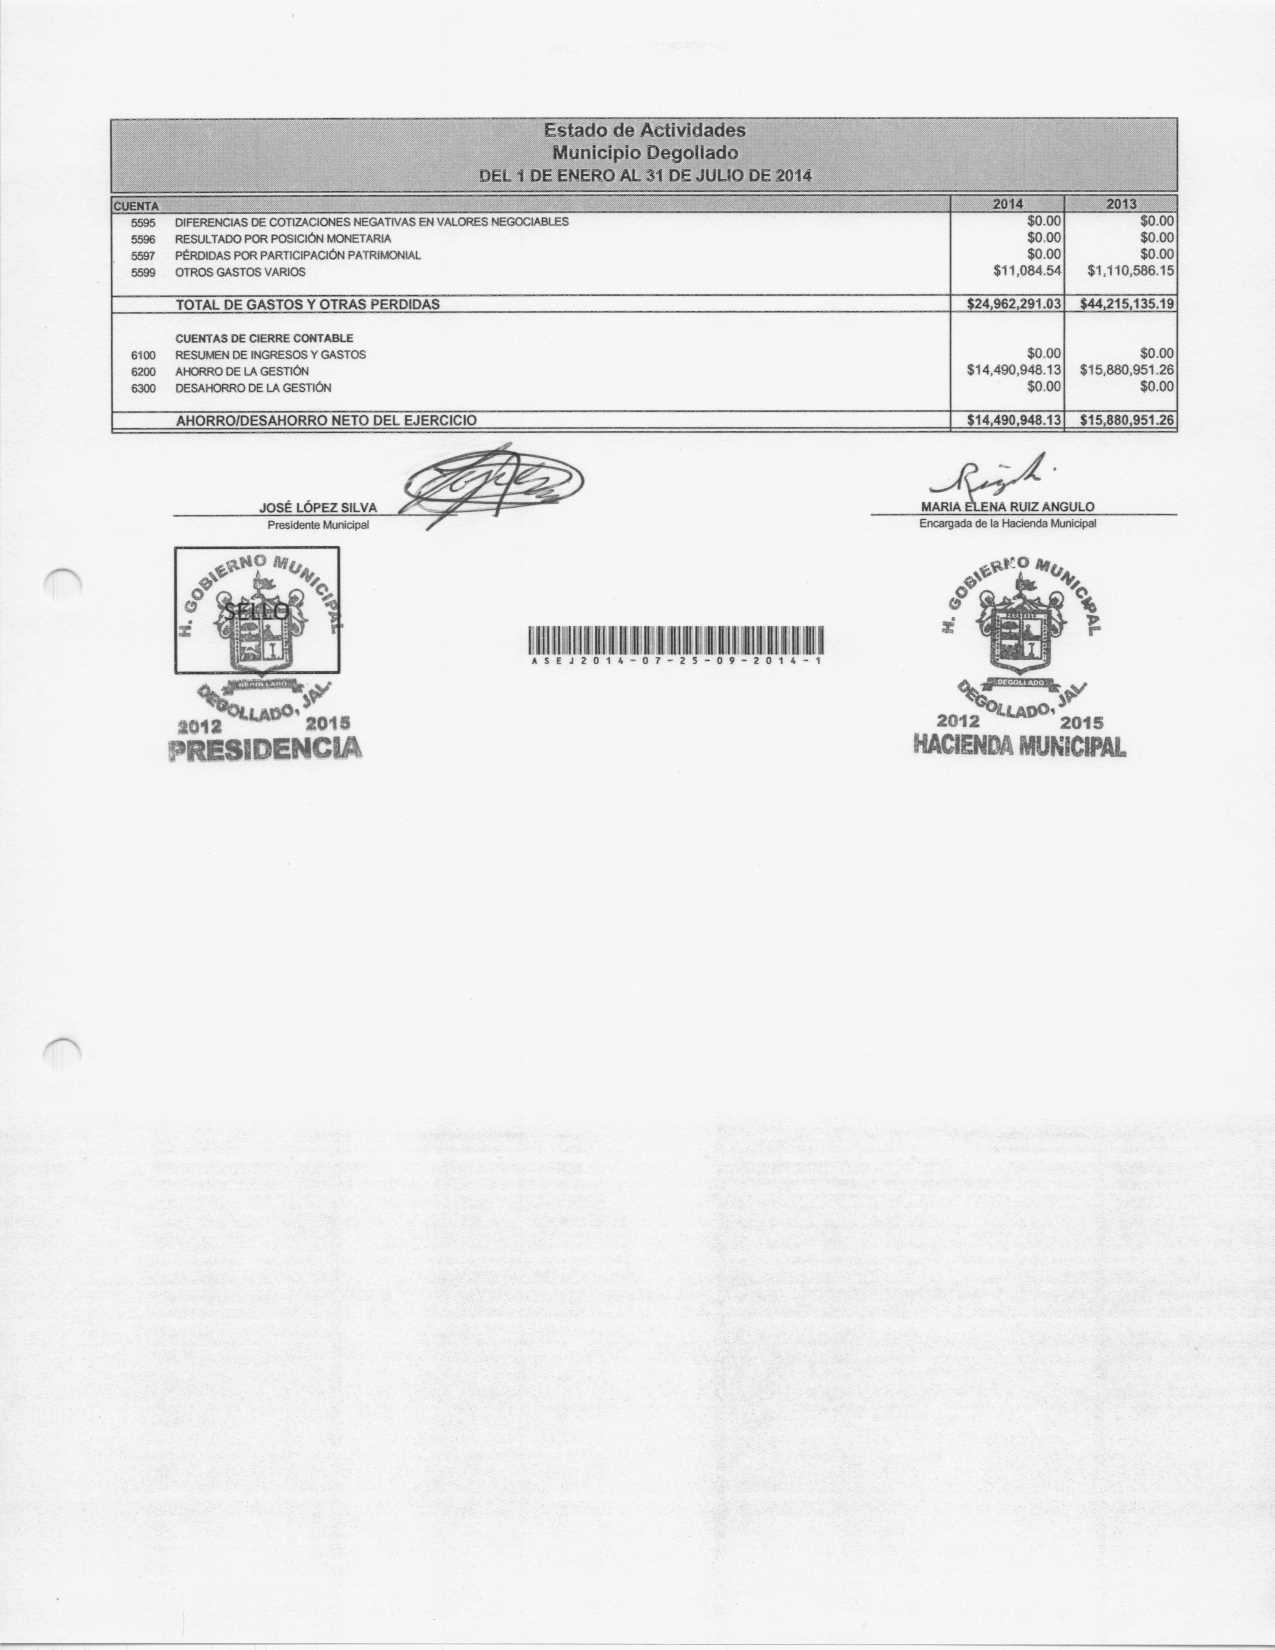 Estado de Actividades
Municipio Degollado
DEL 1 DE ENERO AL 31 DE JULIO DE 2014
CUENTA 2014 2013
5595 DIFERENCIAS DE COTIZACIONES NEGATIVAS EN VALORES NEGOCIABLES $0.00 $0.00
5596 RESULTADO POR POSICIÓN MONETARIA $0.00 $0.00
5597 PÉRDIDAS POR PARTICIPACIÓN PATRIMONIAL $0.00 $0.00
5599 OTROS GASTOS VARIOS $11,084.54 $1,110,586.15
TOTAL DE GASTOS Y OTRAS PERDIDAS $24,962,291.03 $44,215,135.19
CUENTAS DE CIERRE CONTABLE
6100 RESUMEN DE INGRESOS Y GASTOS $0.00 $0.00
6200 AHORRO DE LA GESTIÓN $14,490,948.13 $15,880,951.26
6300 DESAHORRO DE LA GESTIÓN $0.00 $0.00
AHORRO/DESAHORRO NETO DEL EJERCICIO $14,490,948.13 $15,880,951.26
JOSÉ LÓPEZ SILVA
Presidente Municipal
MARIA ELENA RUIZ ANGULO
Encargada de la Hacienda Municipal
H. GOBIERNO MUNICIPAL
SELLO
DEGOLLADO
DEGOLLADO, JAL.
2012 2015
PRESIDENCIA
ASEJ2014-07-25-09-2014-1
H. GOBIERNO MUNICIPAL
DEGOLLADO
DEGOLLADO, JAL.
2012 2015
HACIENDA MUNICIPAL